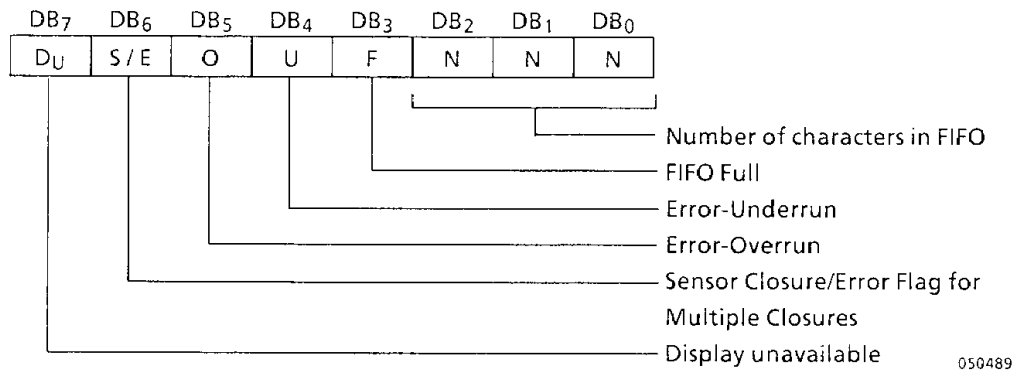 DB7 DB6 DB5 DB4 DB3 DB2 DB1 DB0
DU S/E O U F N N N
Number of characters in FIFO
FIFO Full
Error-Underrun
Error-Overrun
Sensor Closure/Error Flag for
Multiple Closures
Display unavailable
050489